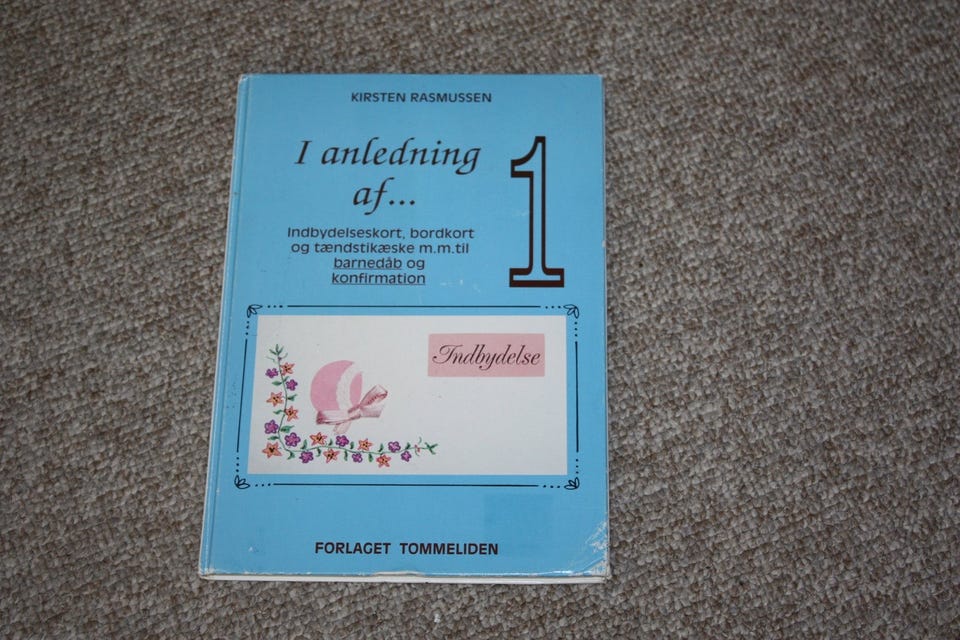 KIRSTEN RASMUSSEN
I anledning
af...
1
Indbydelseskort, bordkort
og tændstikæske m.m.til
barnedåb og
konfirmation
Indbydelse
FORLAGET TOMMELIDEN